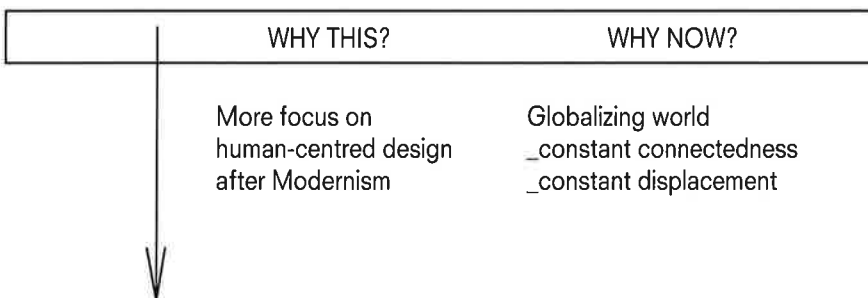 WHY THIS?
WHY NOW?
More focus on
human-centred design
after Modernism
Globalizing world
_constant connectedness
_constant displacement